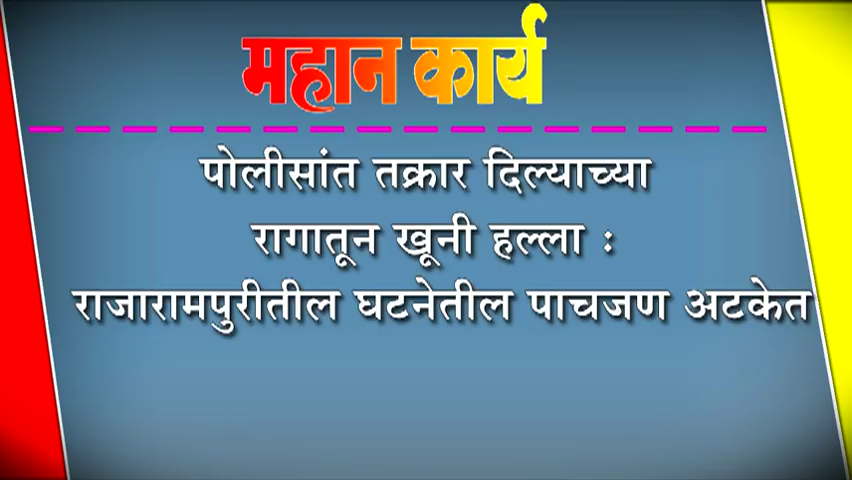 महान कार्य
पोलीसांत तक्रार दिल्याच्या
रागातून खूनी हल्ला :
राजारामपुरीतील घटनेतील पाचजण अटकेत